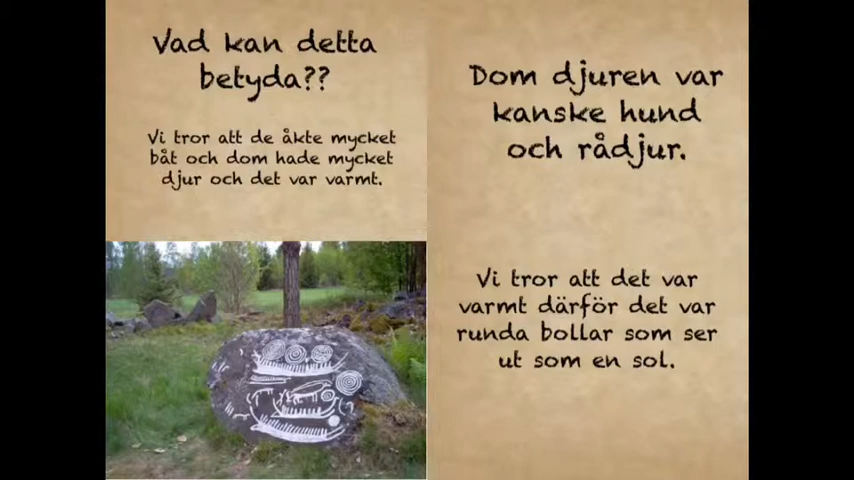 Vad kan detta
betyda??
Vi tror att de åkte mycket
båt och dom hade mycket
djur och det var varmt.
Dom djuren var
kanske hund
och rådjur.
Vi tror att det var
varmt därför det var
runda bollar som ser
ut som en sol.